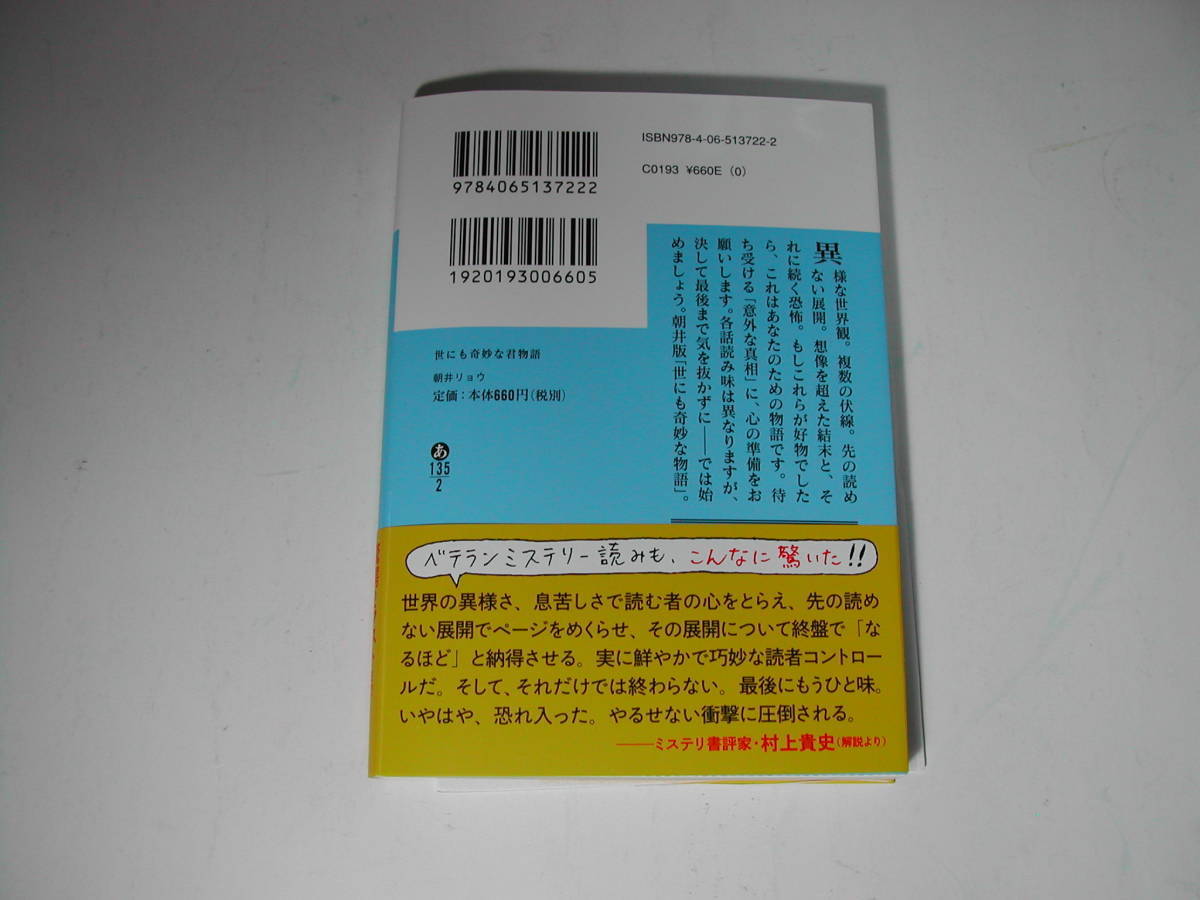 9784065137222
ISBN978-4-06-513722-2
C0193 ¥660E (0)
1920193006605
異様な世界観。複数の伏線。先の読め
ない展開。想像を超えた結末と、そ
れに続く恐怖。もしこれらが好物でした
ら、これはあなたのための物語です。待
ち受ける「意外な真相」に、心の準備をお
願いします。各話読み味は異なりますが、
決して最後まで気を抜かずに――では始
めましょう。朝井版「世にも奇妙な物語」。
世にも奇妙な君物語
朝井リョウ
定価:本体660円(税別)
あ
135
2
ベテランミステリー読みも、こんなに驚いた!!
世界の異様さ、息苦しさで読む者の心をとらえ、先の読め
ない展開でページをめくらせ、その展開について終盤で「な
るほど」と納得させる。実に鮮やかで巧妙な読者コントロー
ルだ。そして、それだけでは終わらない。最後にもうひと味。
いやはや、恐れ入った。やるせない衝撃に圧倒される。
――ミステリ書評家・村上貴史(解説より)